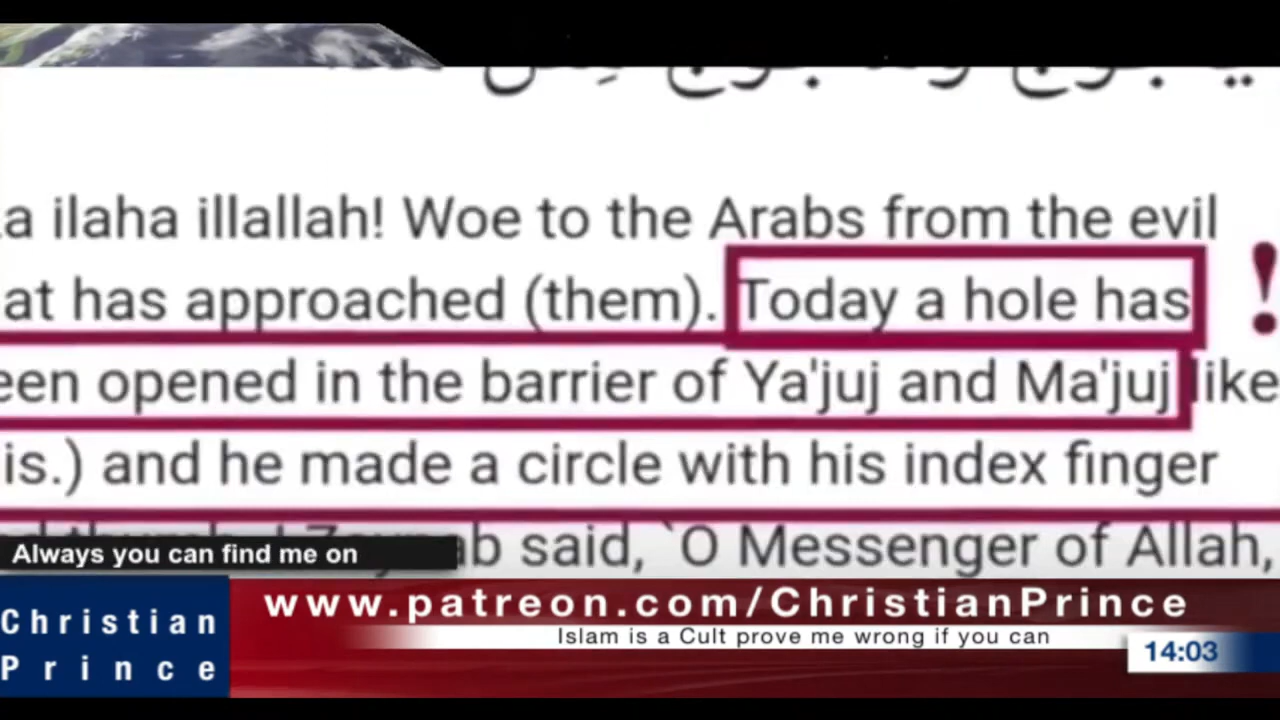 a ilaha illallah! Woe to the Arabs from the evil
at has approached (them). Today a hole has !
een opened in the barrier of Ya'juj and Ma'juj like
is.) and he made a circle with his index finger
said, `O Messenger of Allah,
Always you can find me on
www.patreon.com/ChristianPrince
Christian
Prince
Islam is a Cult prove me wrong if you can
14:03